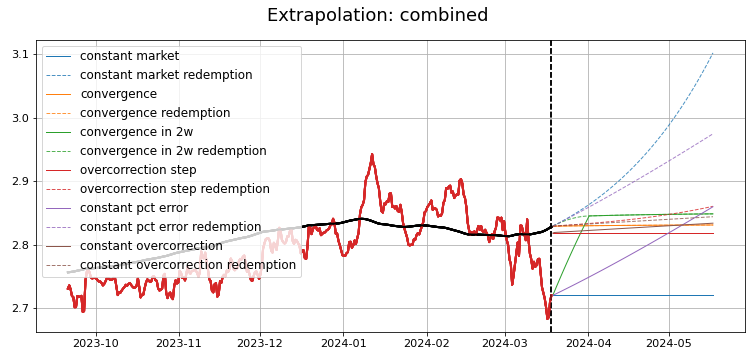 Extrapolation: combined
constant market
constant market redemption
convergence
convergence redemption
convergence in 2w
convergence in 2w redemption
overcorrection step
overcorrection step redemption
constant pct error
constant pct error redemption
constant overcorrection
constant overcorrection redemption
3.1
3.0
2.9
2.8
2.7
2023-10 2023-11 2023-12 2024-01 2024-02 2024-03 2024-04 2024-05